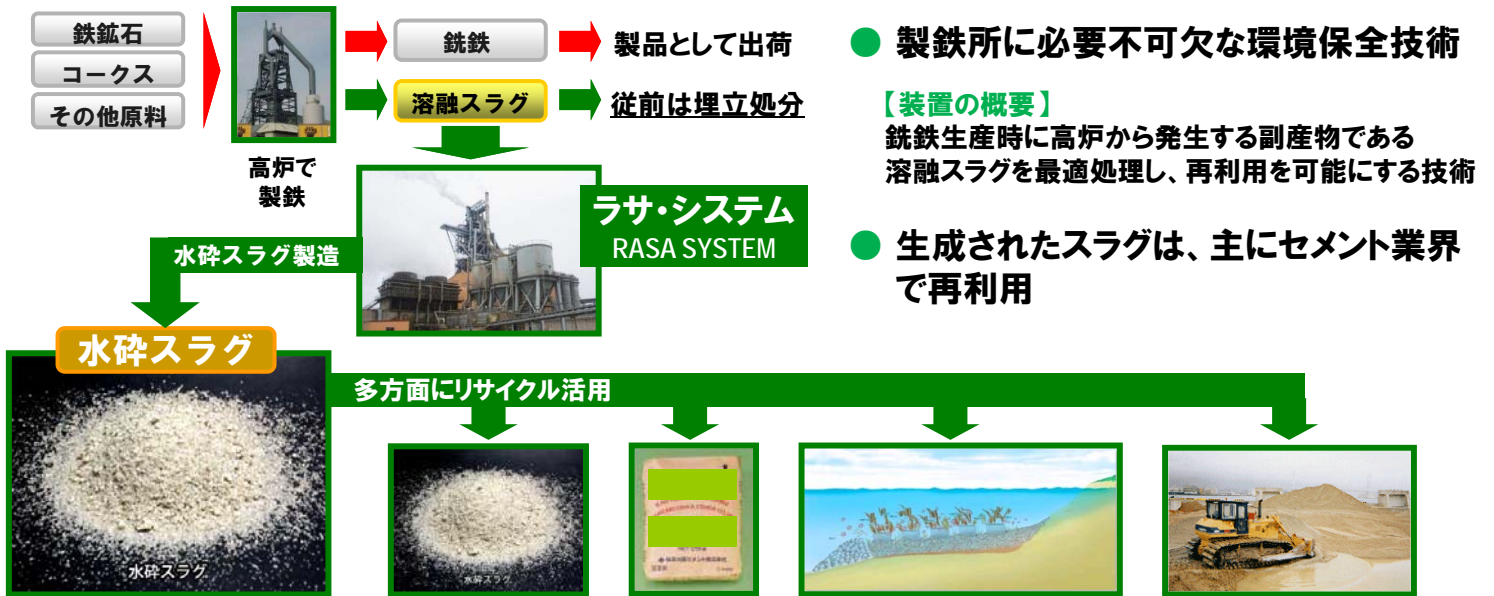 鉄鉱石
コークス
その他原料
高炉で
製鉄
銑鉄
製品として出荷
溶融スラグ
従前は埋立処分
ラサ・システム
RASA SYSTEM
水砕スラグ製造
水砕スラグ
水砕スラグ
多方面にリサイクル活用
水砕スラグ
● 製鉄所に必要不可欠な環境保全技術
【装置の概要】
銑鉄生産時に高炉から発生する副産物である
溶融スラグを最適処理し、再利用を可能にする技術
● 生成されたスラグは、主にセメント業界
で再利用